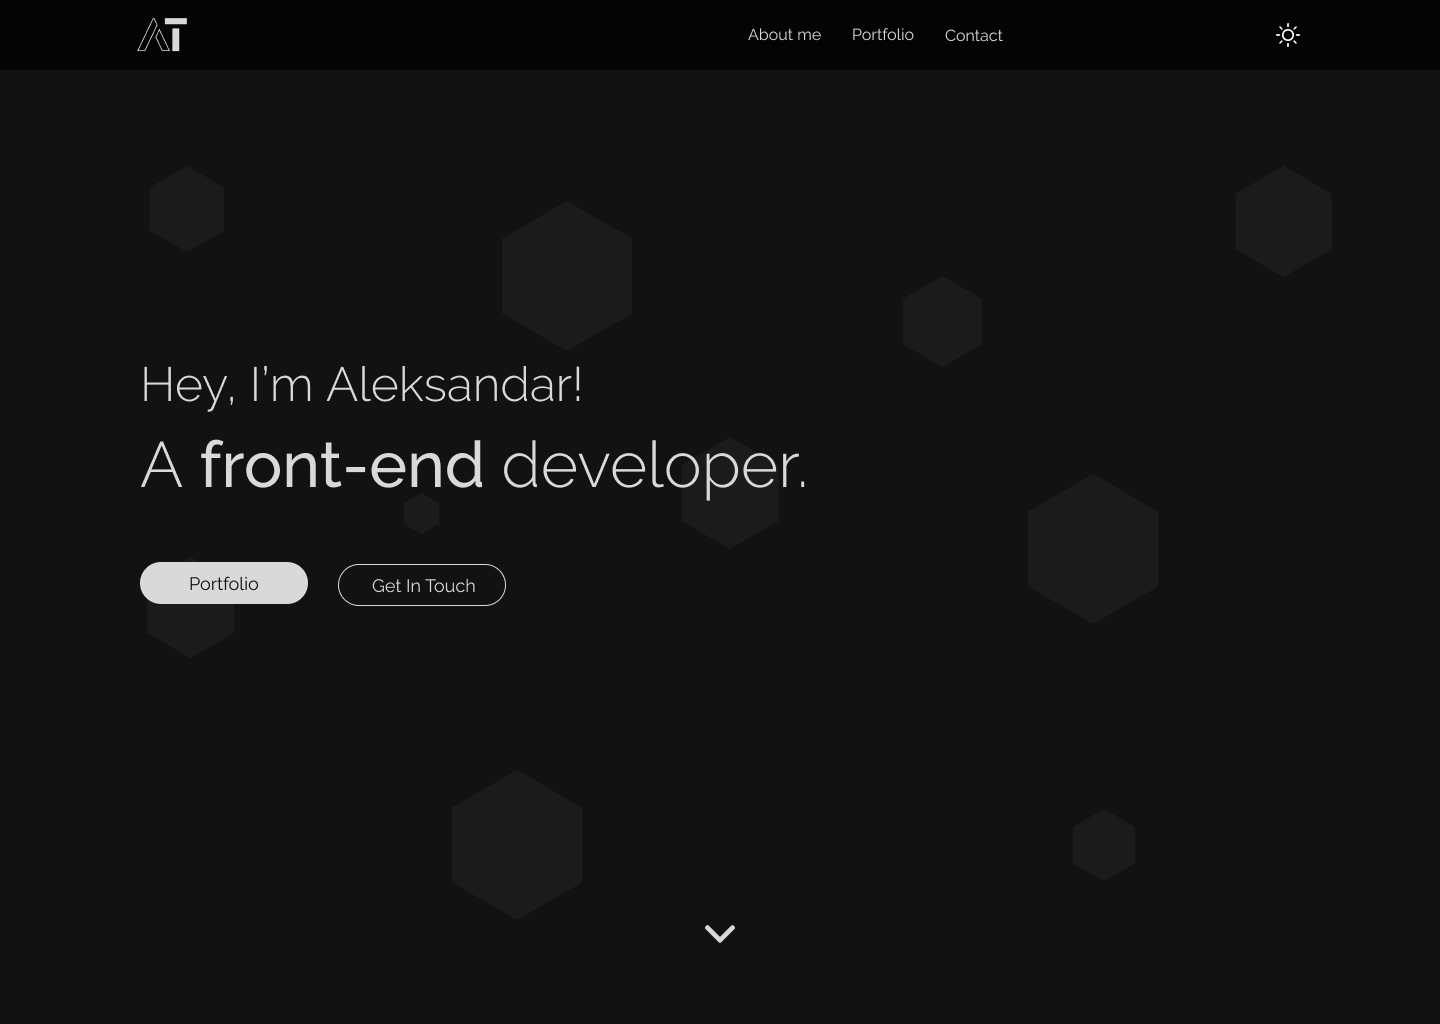 AT
About me Portfolio Contact
Hey, I’m Aleksandar!
A front-end developer.
Portfolio
Get In Touch